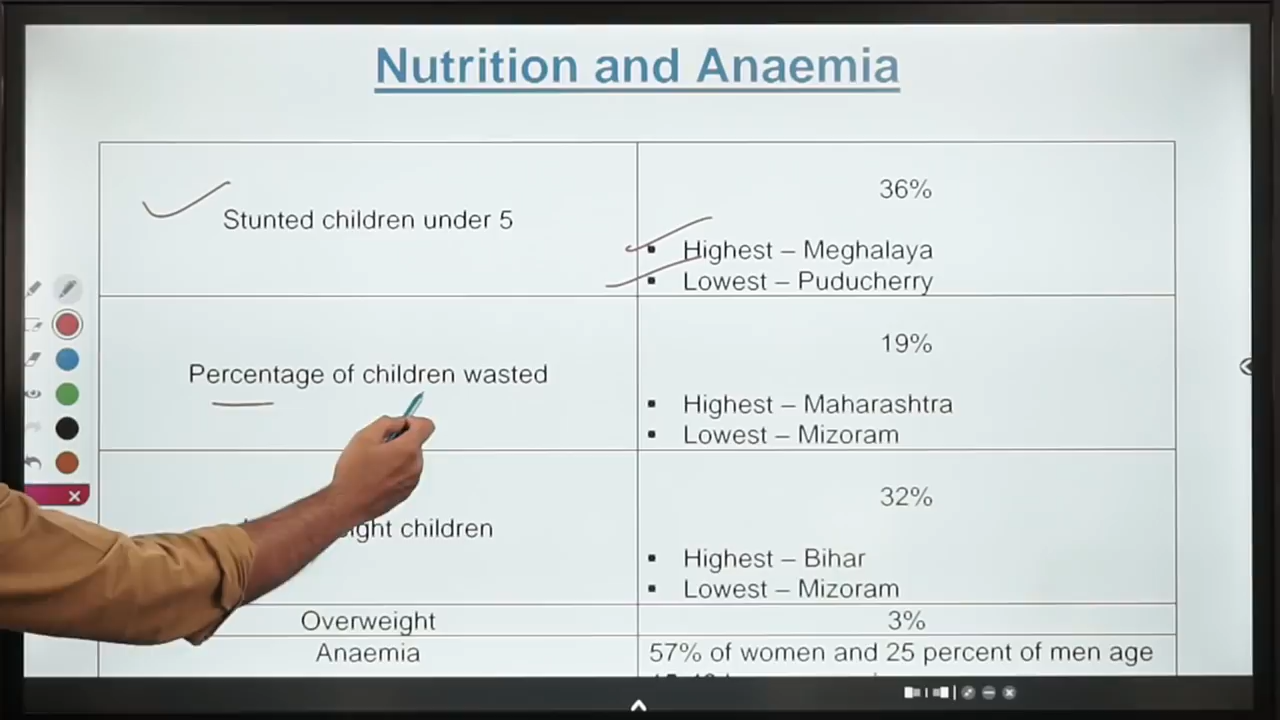 Nutrition and Anaemia
Stunted children under 5
36%
▪ Highest – Meghalaya
▪ Lowest – Puducherry
Percentage of children wasted
19%
▪ Highest – Maharashtra
▪ Lowest – Mizoram
children
32%
▪ Highest – Bihar
▪ Lowest – Mizoram
Overweight
3%
Anaemia
57% of women and 25 percent of men age